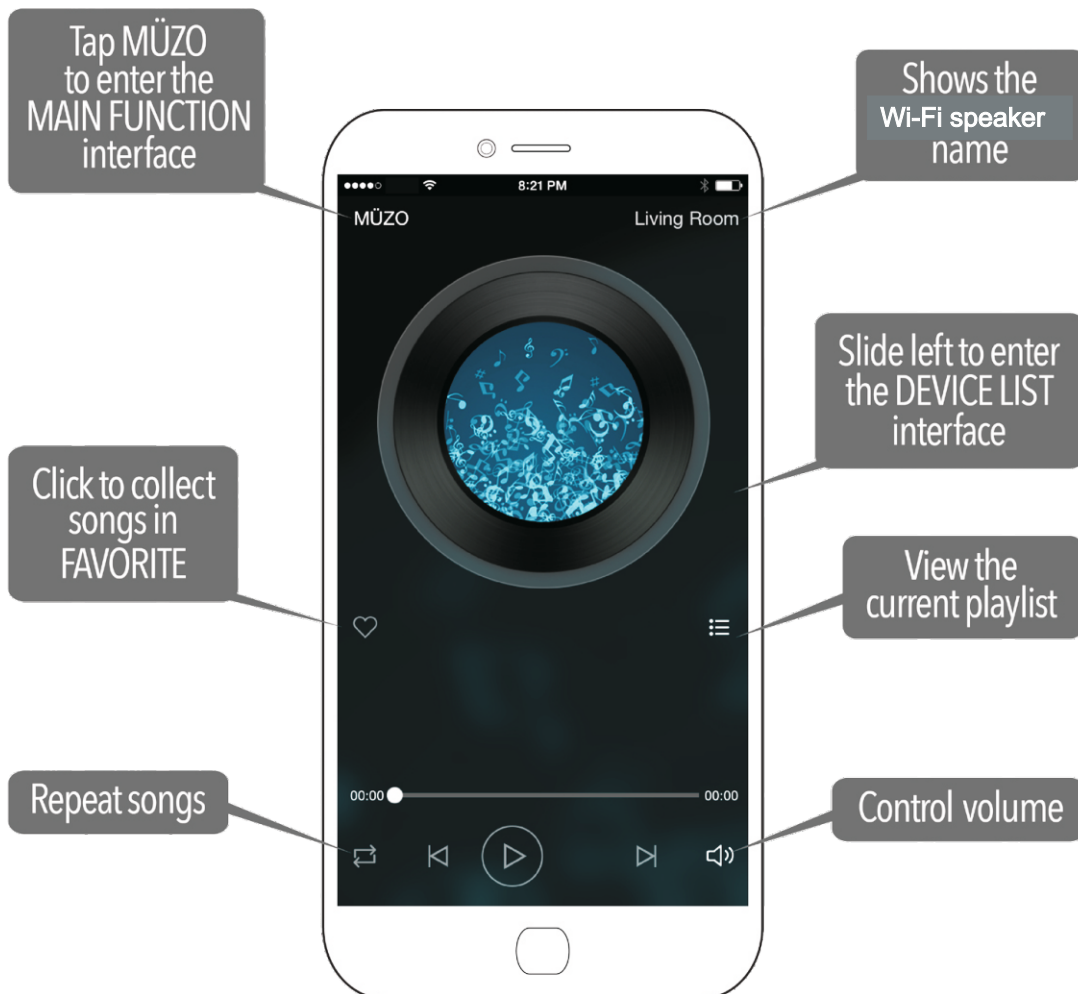 Tap MÜZO
to enter the
MAIN FUNCTION
interface
Shows the
Wi-Fi speaker
name
8:21 PM
MÜZO
Living Room
Slide left to enter
the DEVICE LIST
interface
Click to collect
songs in
FAVORITE
View the
current playlist
Repeat songs
00:00
00:00
Control volume